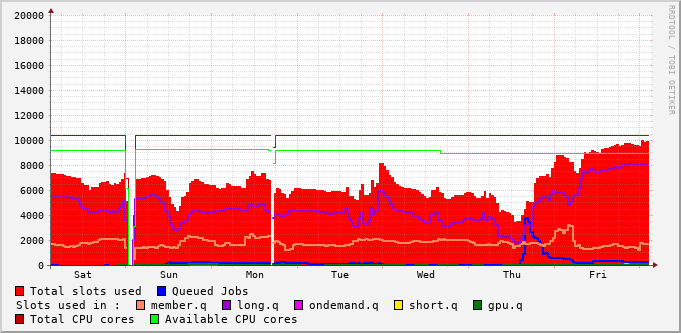 20000
18000
16000
14000
12000
10000
8000
6000
4000
2000
0
Sat Sun Mon Tue Wed Thu Fri
RRDTOOL / TOBI OETIKER
Total slots used Queued Jobs
Slots used in : member.q long.q ondemand.q short.q gpu.q
Total CPU cores Available CPU cores